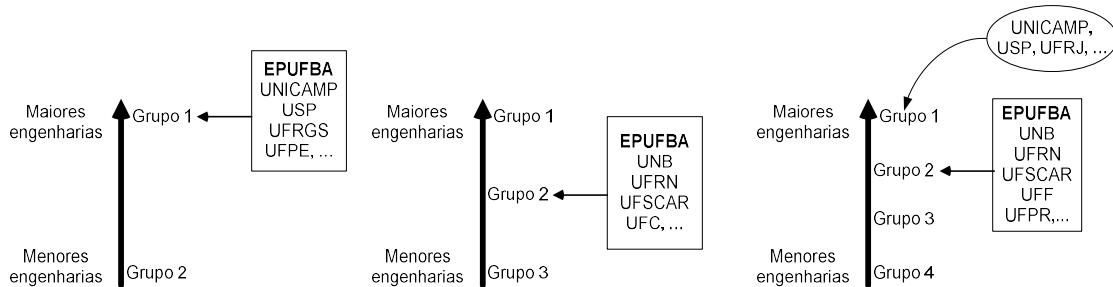 Maiores
engenharias
Grupo 1
EPUFBA
UNICAMP
USP
UFRGS
UFPE, ...
Menores
engenharias
Grupo 2
Maiores
engenharias
Grupo 1
Grupo 2
EPUFBA
UNB
UFRN
UFSCAR
UFC, ...
Menores
engenharias
Grupo 3
UNICAMP,
USP, UFRJ, ...
Maiores
engenharias
Grupo 1
Grupo 2
EPUFBA
UNB
UFRN
UFSCAR
UFF
UFPR,...
Grupo 3
Menores
engenharias
Grupo 4